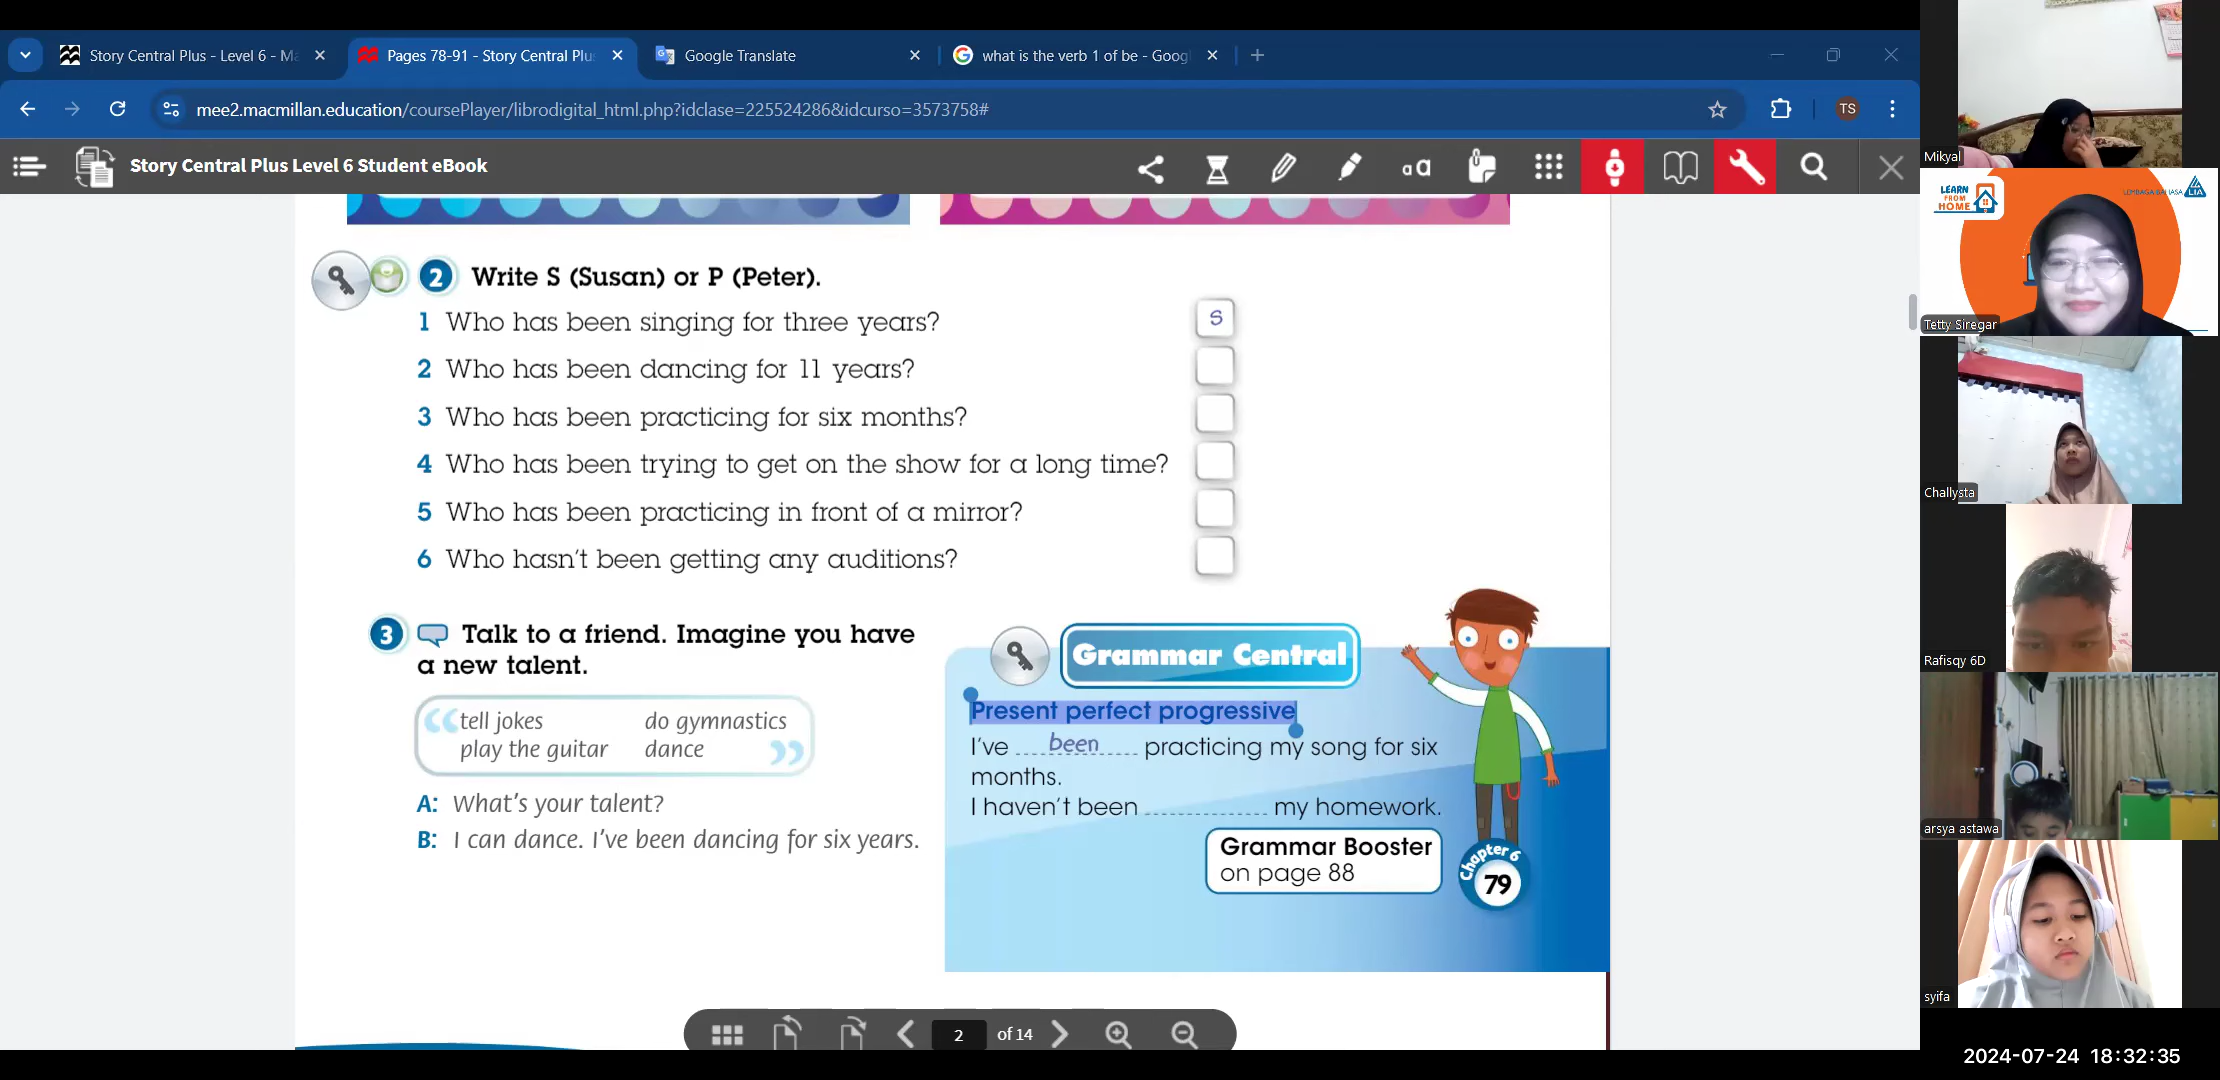 Story Central Plus - Level 6 - Ma
Pages 78-91 - Story Central Plu
Google Translate
what is the verb 1 of be - Goog
mee2.macmillan.education/coursePlayer/librodigital_html.php?idclase=225524286&idcurso=3573758#
TS
Story Central Plus Level 6 Student eBook
aa
2 Write S (Susan) or P (Peter).
1 Who has been singing for three years?
S
2 Who has been dancing for 11 years?
3 Who has been practicing for six months?
4 Who has been trying to get on the show for a long time?
5 Who has been practicing in front of a mirror?
6 Who hasn't been getting any auditions?
3 Talk to a friend. Imagine you have
a new talent.
“tell jokes do gymnastics
play the guitar dance ”
A: What's your talent?
B: I can dance. I've been dancing for six years.
Grammar Central
Present perfect progressive
I've been practicing my song for six
months.
I haven't been .............. my homework.
Grammar Booster
on page 88
Chapter 6
79
2 of 14
Mikyal
LEARN
FROM
HOME
LEMBAGA BAHASA
LIA
Tetty Siregar
Challysta
Rafisqy 6D
arsya astawa
syifa
2024-07-24 18:32:35